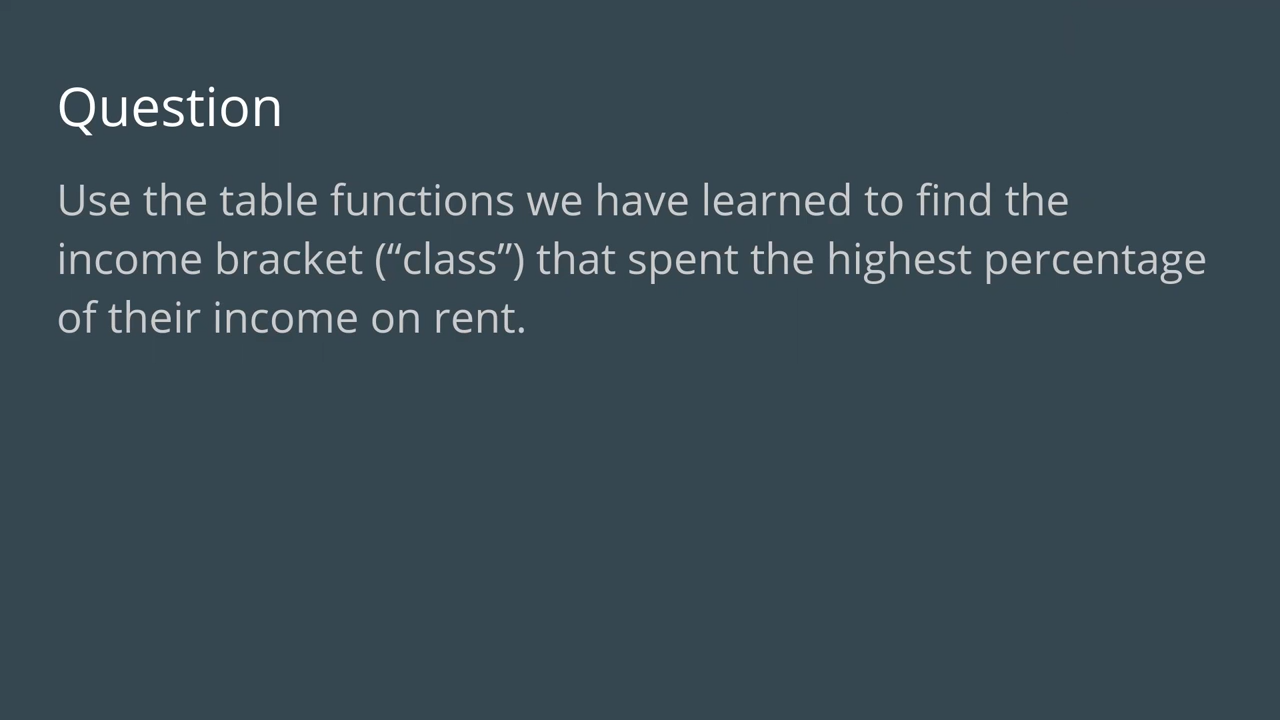 Question
Use the table functions we have learned to find the
income bracket (“class”) that spent the highest percentage
of their income on rent.